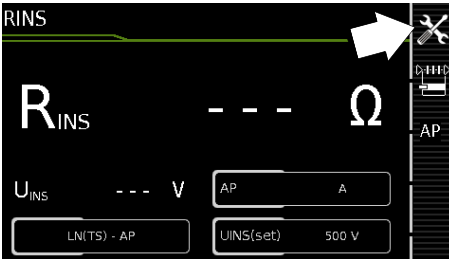 RINS
RINS --- Ω
AP
UINS --- V
AP A
LN(TS) - AP
UINS(set) 500 V